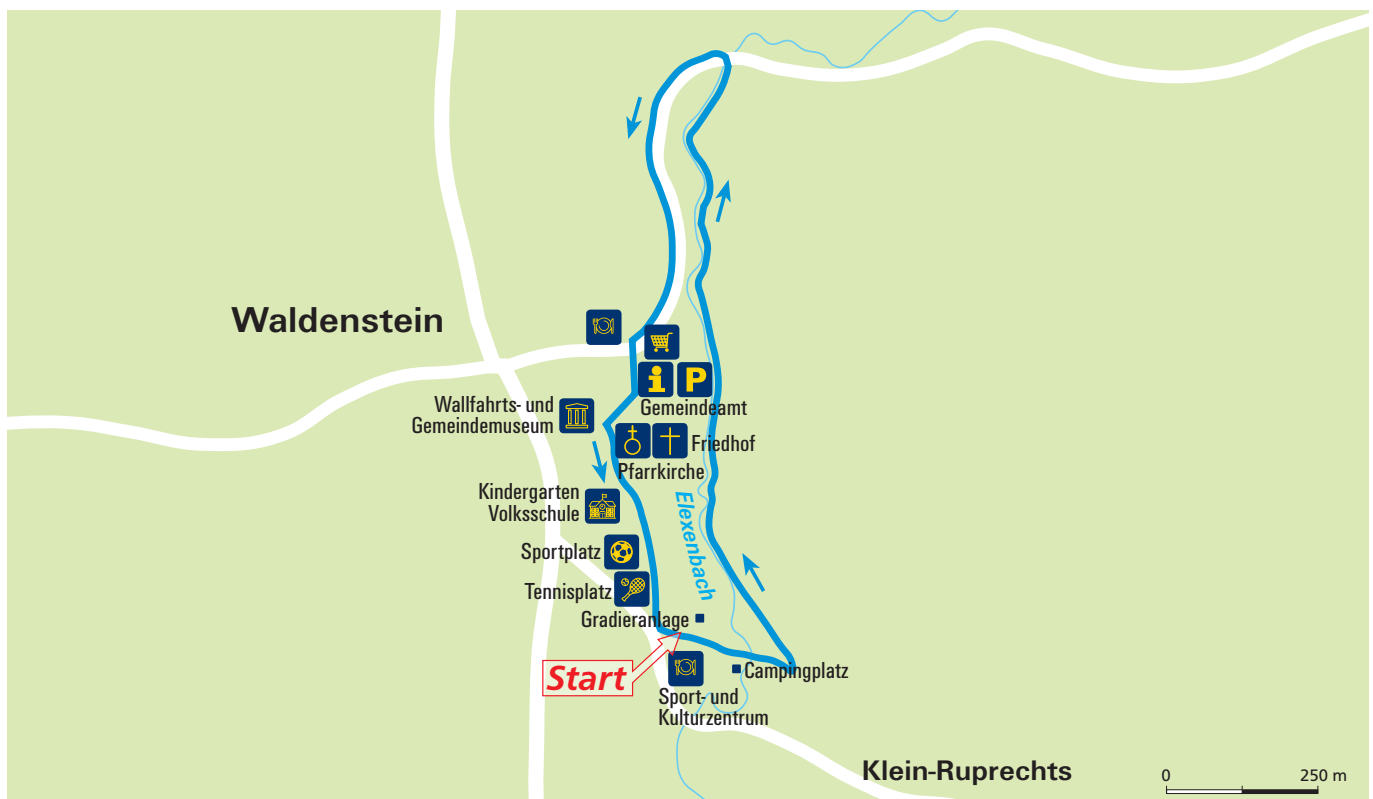 Waldenstein
P
Gemeindeamt
Wallfahrts- und
Gemeindemuseum
Friedhof
Pfarrkirche
Kindergarten
Volksschule
Elexenbach
Sportplatz
Tennisplatz
Gradieranlage
Start
Campingplatz
Sport- und
Kulturzentrum
Klein-Ruprechts
0 250 m